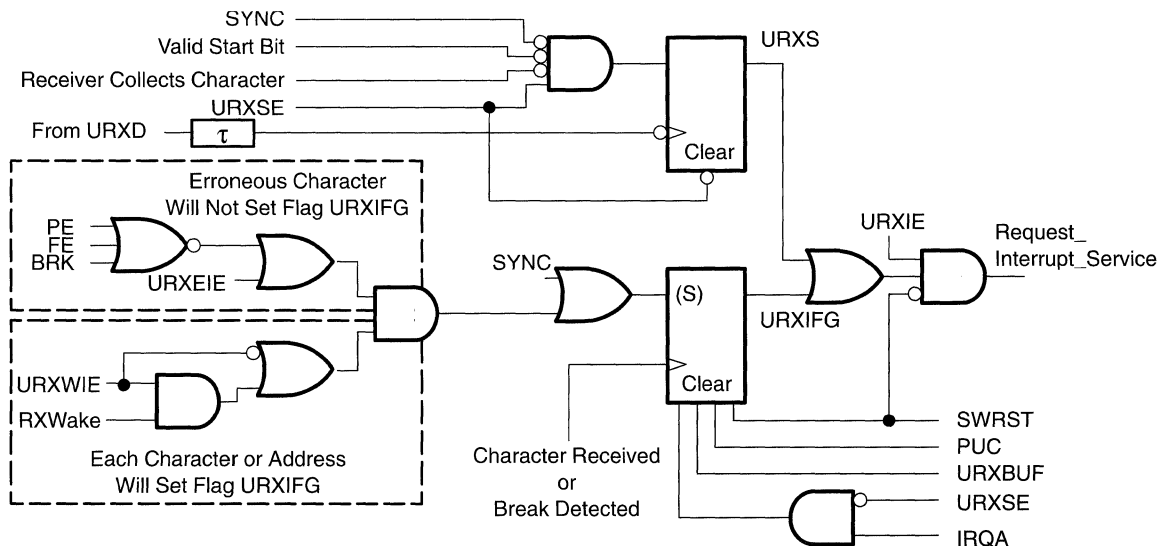 SYNC
Valid Start Bit
Receiver Collects Character
URXSE
From URXD
τ
Clear
URXS
Erroneous Character
Will Not Set Flag URXIFG
PE
FE
BRK
URXEIE
SYNC
(S)
Clear
URXIFG
URXIE
Request_
Interrupt_Service
URXWIE
RXWake
Each Character or Address
Will Set Flag URXIFG
Character Received
or
Break Detected
SWRST
PUC
URXBUF
URXSE
IRQA